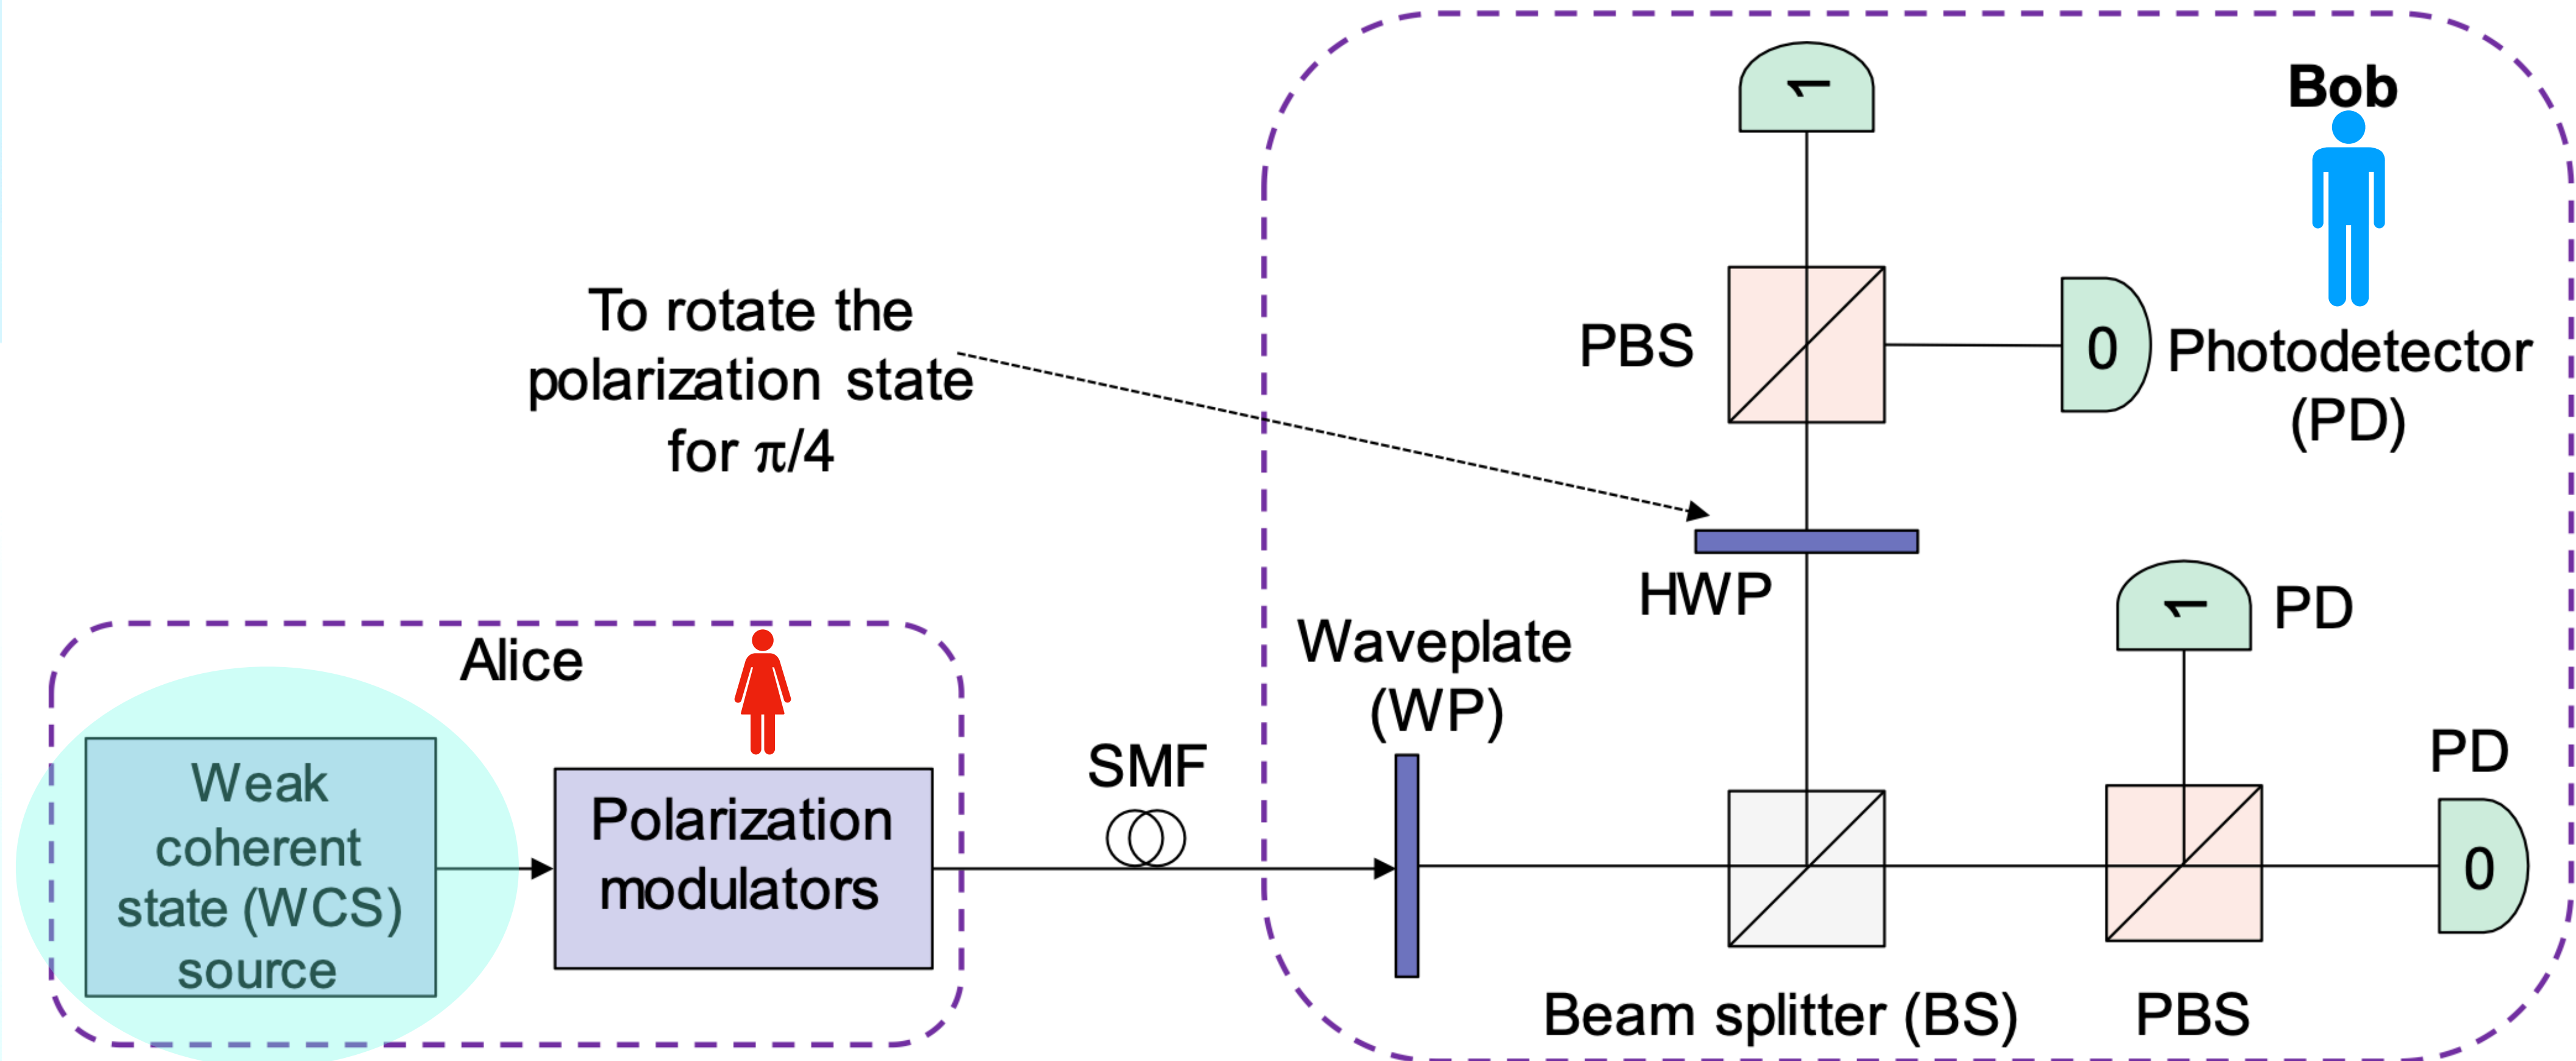 Bob
1
0
PBS
Photodetector
(PD)
To rotate the
polarization state
for π/4
HWP
1
PD
Waveplate
(WP)
Alice
Weak
coherent
state (WCS)
source
Polarization
modulators
SMF
PD
0
Beam splitter (BS)
PBS